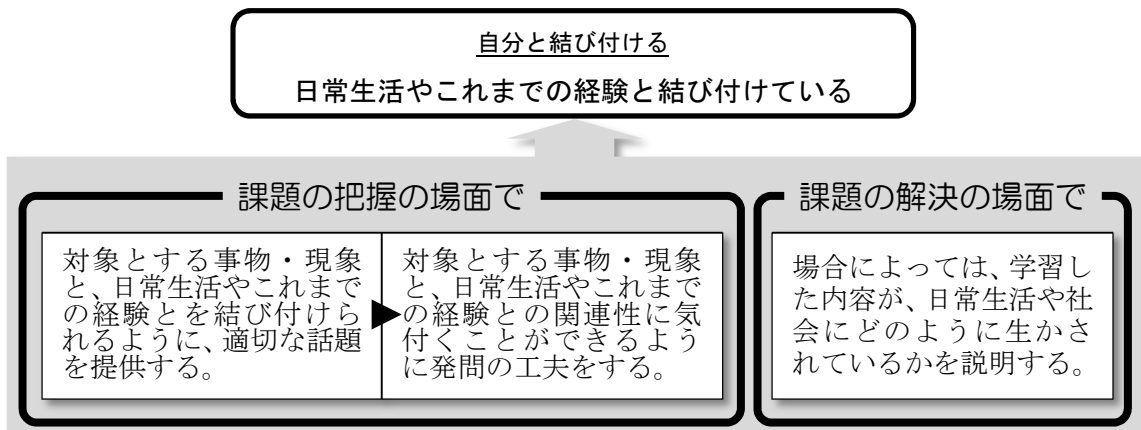 自分と結び付ける
日常生活やこれまでの経験と結び付けている
課題の把握の場面で
対象とする事物・現象
と、日常生活やこれまで
の経験とを結び付けら
れるように、適切な話題
を提供する。
対象とする事物・現象
と、日常生活やこれまで
の経験との関連性に気
付くことができるよう
に発問の工夫をする。
課題の解決の場面で
場合によっては、学習し
た内容が、日常生活や社
会にどのように生かさ
れているかを説明する。